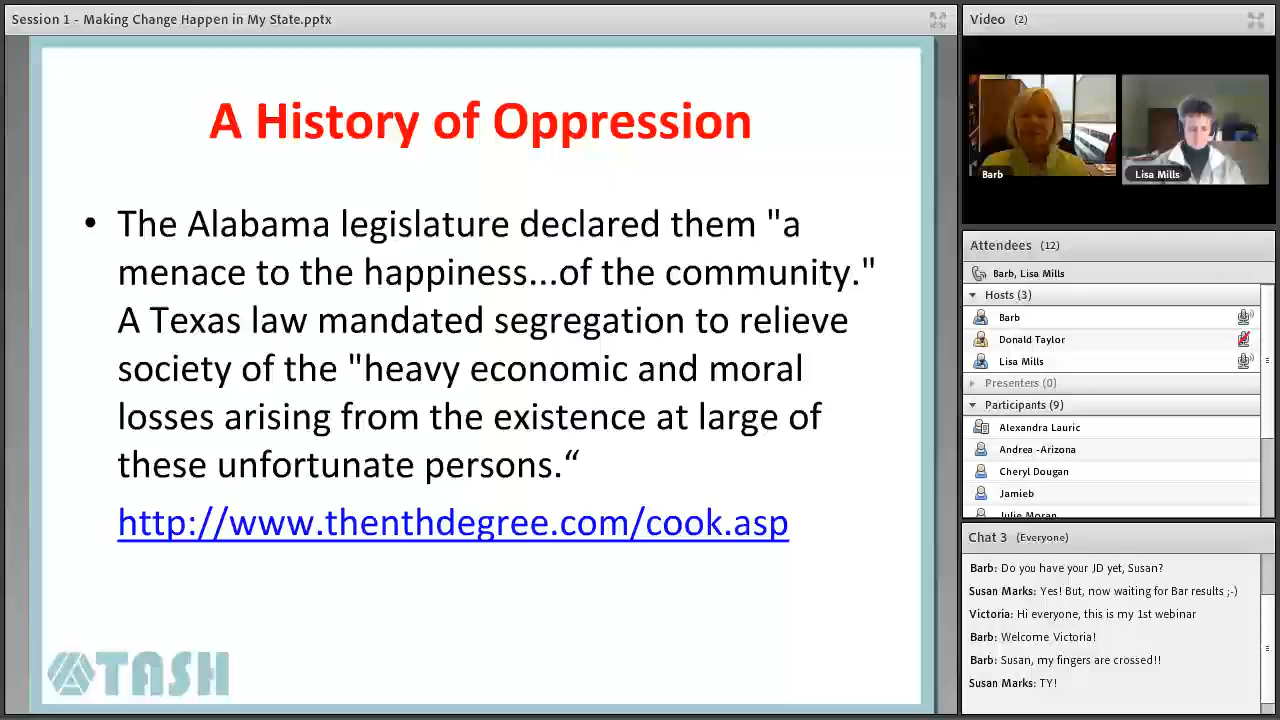 Session 1 - Making Change Happen in My State.pptx
A History of Oppression
• The Alabama legislature declared them "a
menace to the happiness...of the community."
A Texas law mandated segregation to relieve
society of the "heavy economic and moral
losses arising from the existence at large of
these unfortunate persons.“
http://www.thenthdegree.com/cook.asp
TASH
Video (2)
Barb
Lisa Mills
Attendees (12)
Barb, Lisa Mills
Hosts (3)
Barb
Donald Taylor
Lisa Mills
Presenters (0)
Participants (9)
Alexandra Lauric
Andrea -Arizona
Cheryl Dougan
Jamieb
Julie Moran
Chat 3 (Everyone)
Barb: Do you have your JD yet, Susan?
Susan Marks: Yes! But, now waiting for Bar results ;-)
Victoria: Hi everyone, this is my 1st webinar
Barb: Welcome Victoria!
Barb: Susan, my fingers are crossed!!
Susan Marks: TY!